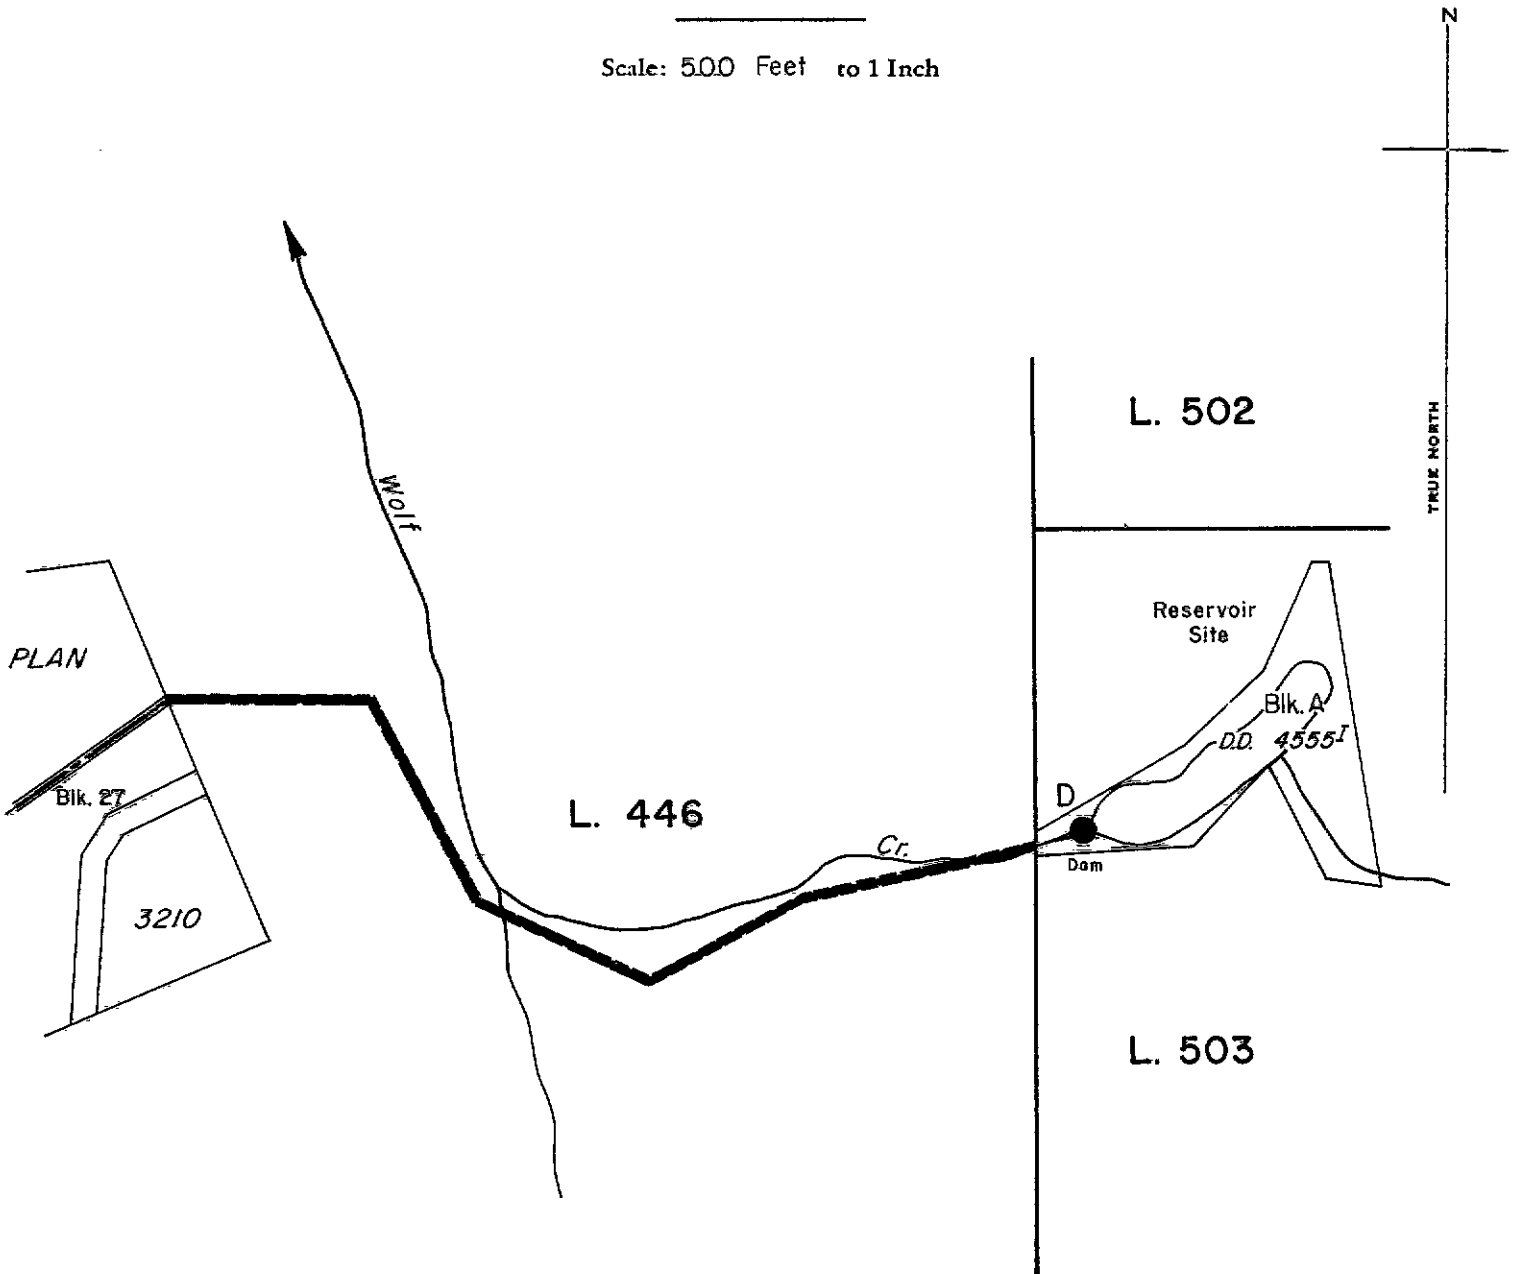 N
Scale: 500 Feet to 1 Inch
L. 502
TRUE NORTH
Wolf
Reservoir
Site
PLAN
Blk. A
D.D. 4555 I
Blk. 27
D
L. 446
Cr.
Dam
3210
L. 503